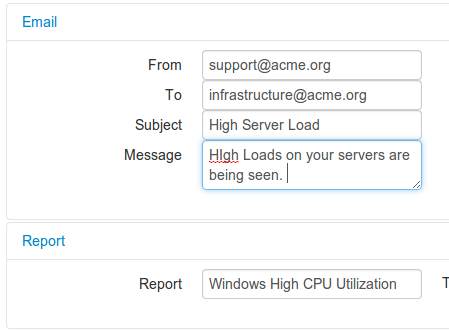 Email
From support@acme.org
To infrastructure@acme.org
Subject High Server Load
Message HIgh Loads on your servers are
being seen.
Report
Report Windows High CPU Utilization T